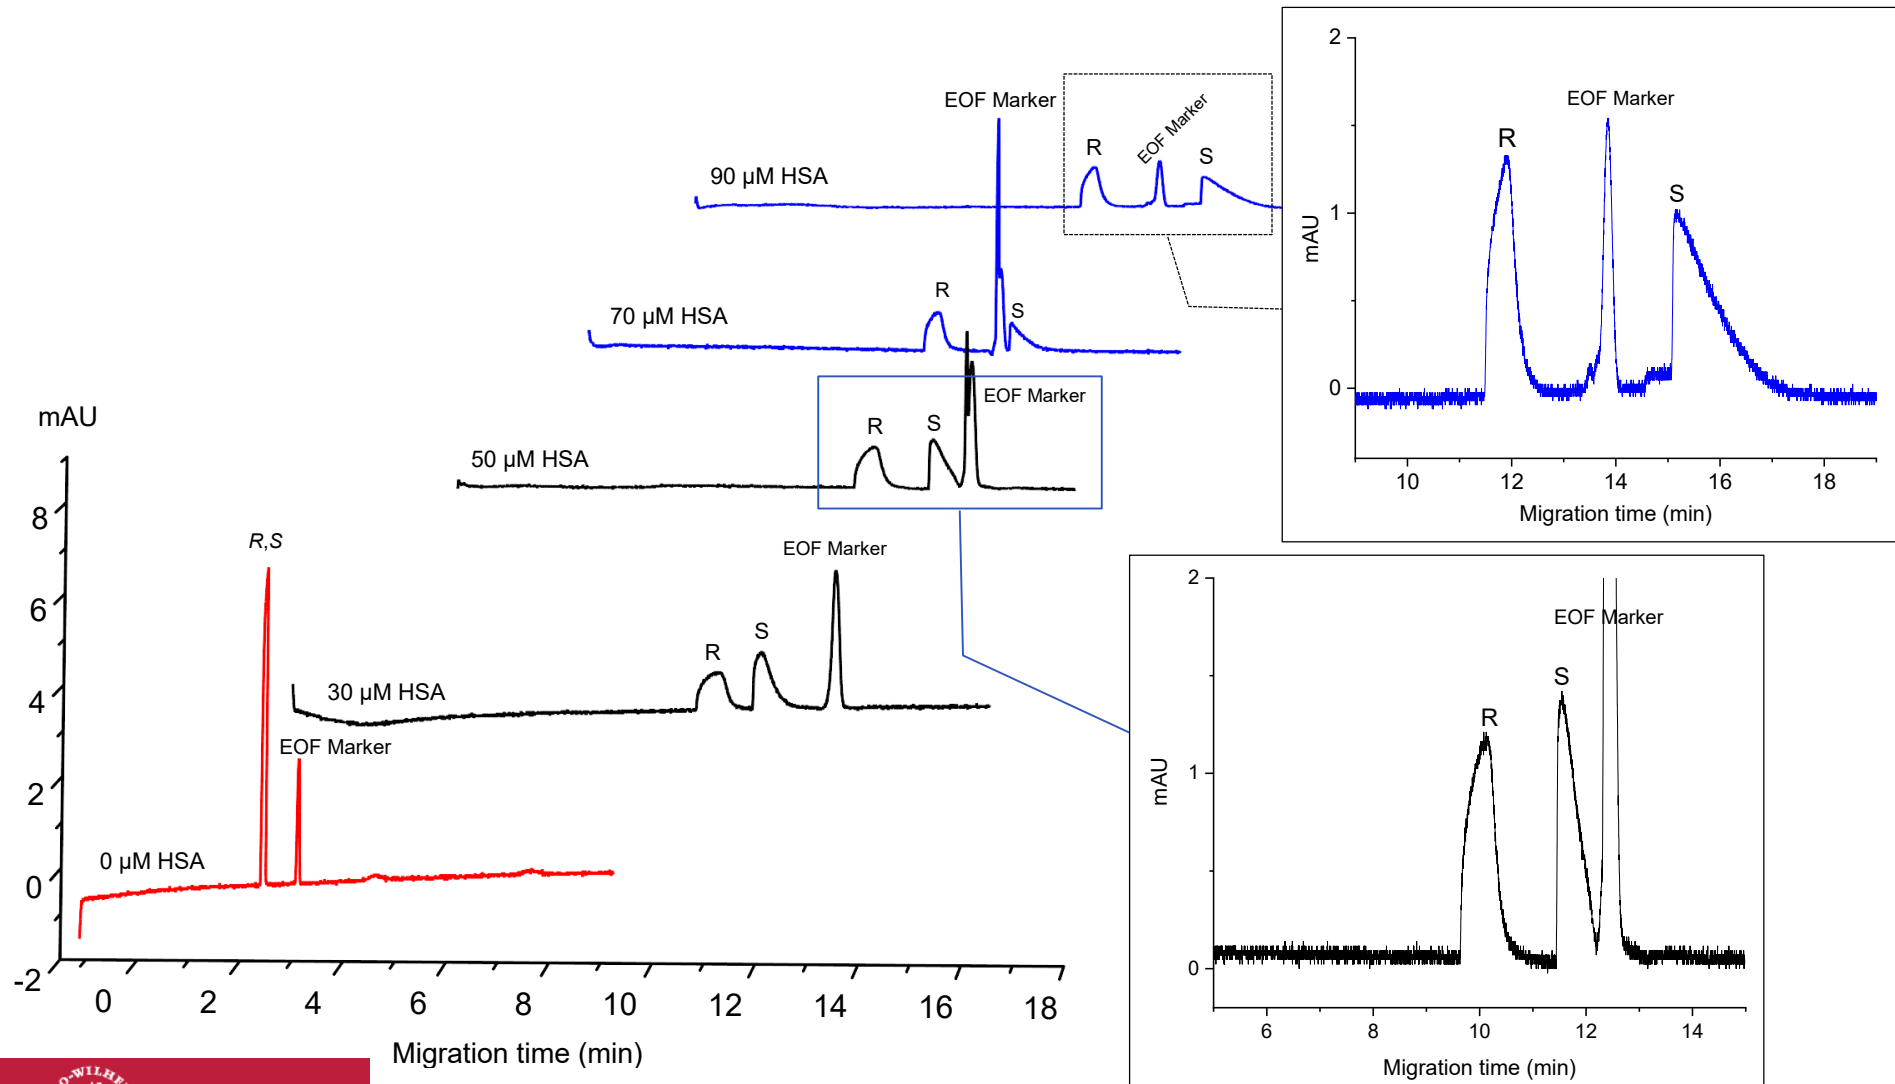 EOF Marker
R
EOF Marker
S
90 µM HSA
R
S
70 µM HSA
EOF Marker
R
S
50 µM HSA
mAU
8
6
4
2
0
-2
R,S
EOF Marker
R
S
30 µM HSA
EOF Marker
0 µM HSA
0 2 4 6 8 10 12 14 16 18
Migration time (min)
2
1
0
mAU
R
EOF Marker
S
10 12 14 16 18
Migration time (min)
2
1
0
mAU
R
S
EOF Marker
6 8 10 12 14
Migration time (min)